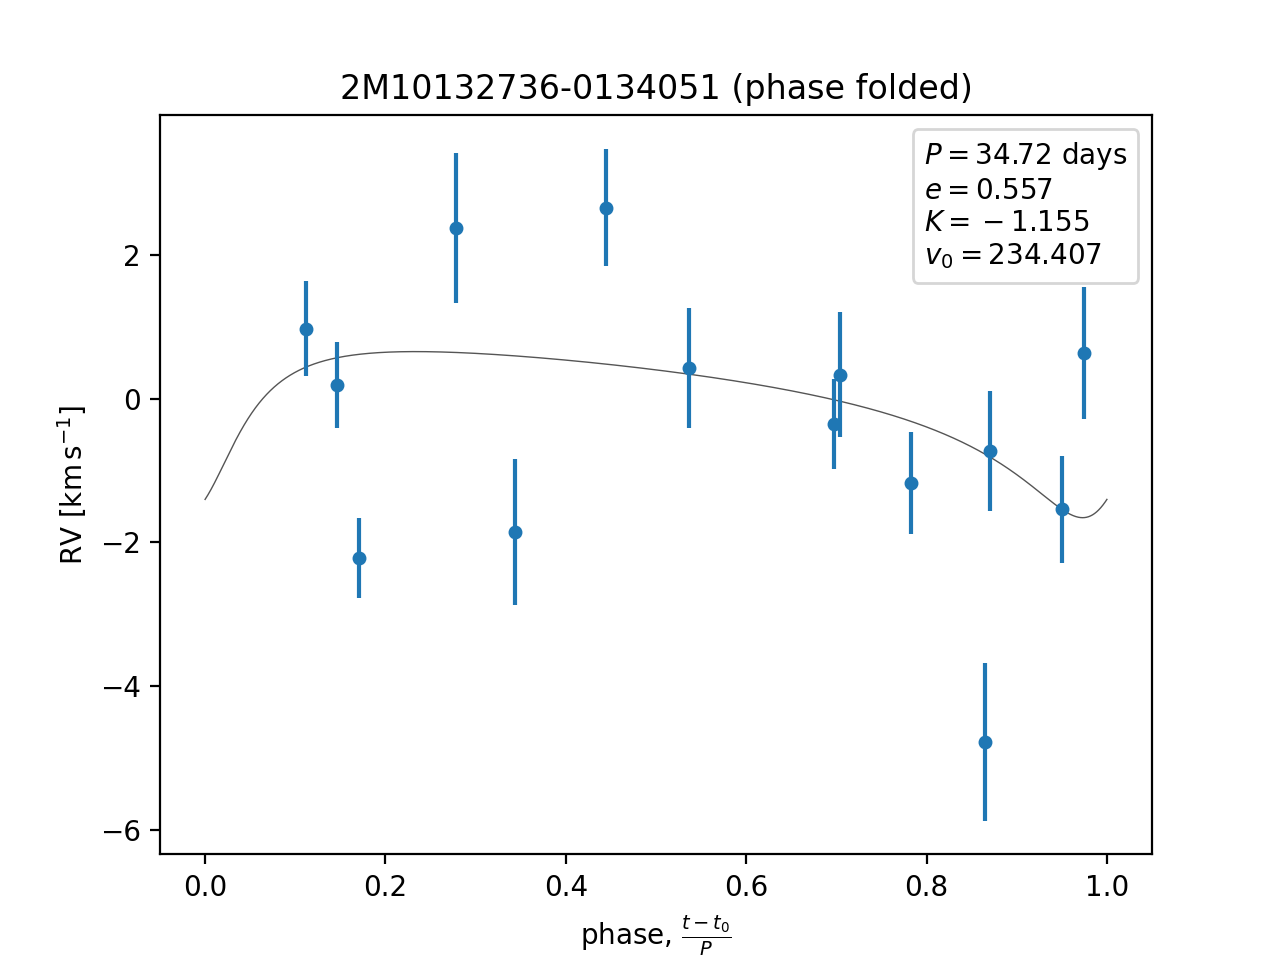 2M10132736-0134051 (phase folded)
P = 34.72 days
e = 0.557
K = −1.155
v₀ = 234.407
RV [km s⁻¹]
2
0
−2
−4
−6
0.0 0.2 0.4 0.6 0.8 1.0
phase, (t − t₀)/P